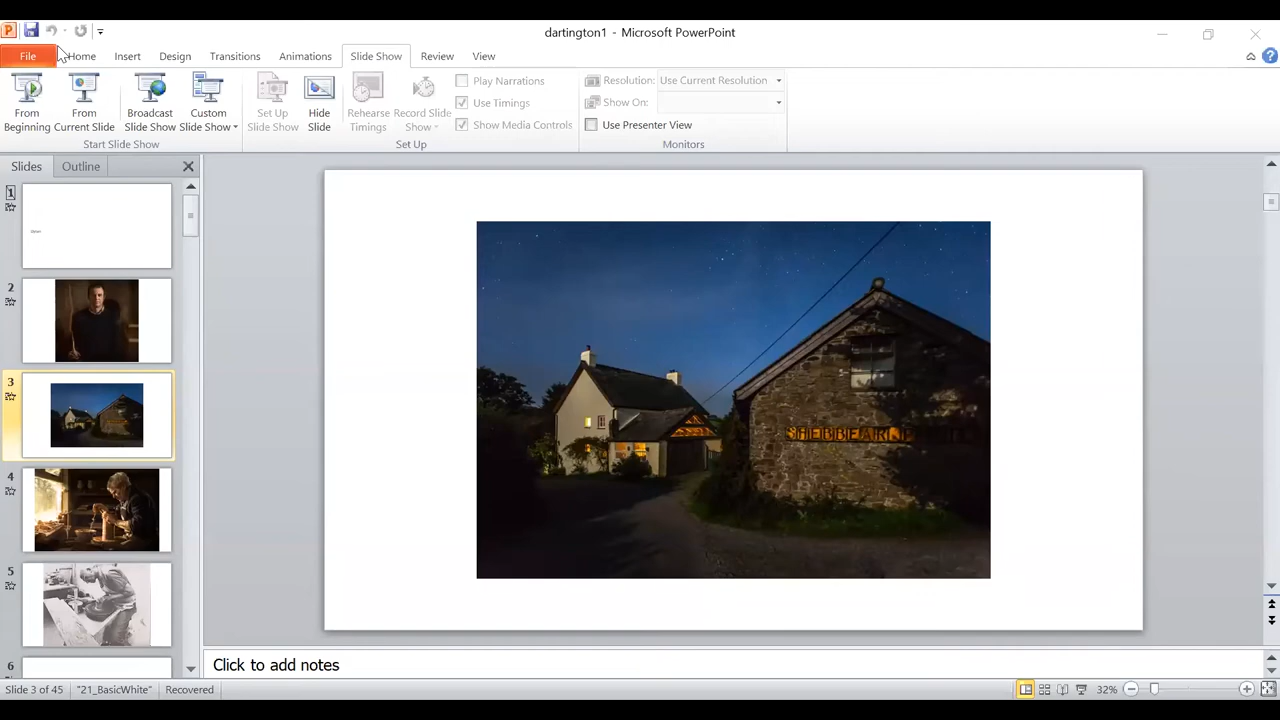 dartington1 - Microsoft PowerPoint
File Home Insert Design Transitions Animations Slide Show Review View
From Beginning
From Current Slide
Broadcast Slide Show
Custom Slide Show
Start Slide Show
Set Up Slide Show
Hide Slide
Rehearse Timings
Record Slide Show
Play Narrations
Use Timings
Show Media Controls
Set Up
Resolution: Use Current Resolution
Show On:
Use Presenter View
Monitors
Slides Outline
1
2
3
4
5
6
SHEBBEAR
Click to add notes
Slide 3 of 45 "21_BasicWhite" Recovered 32%